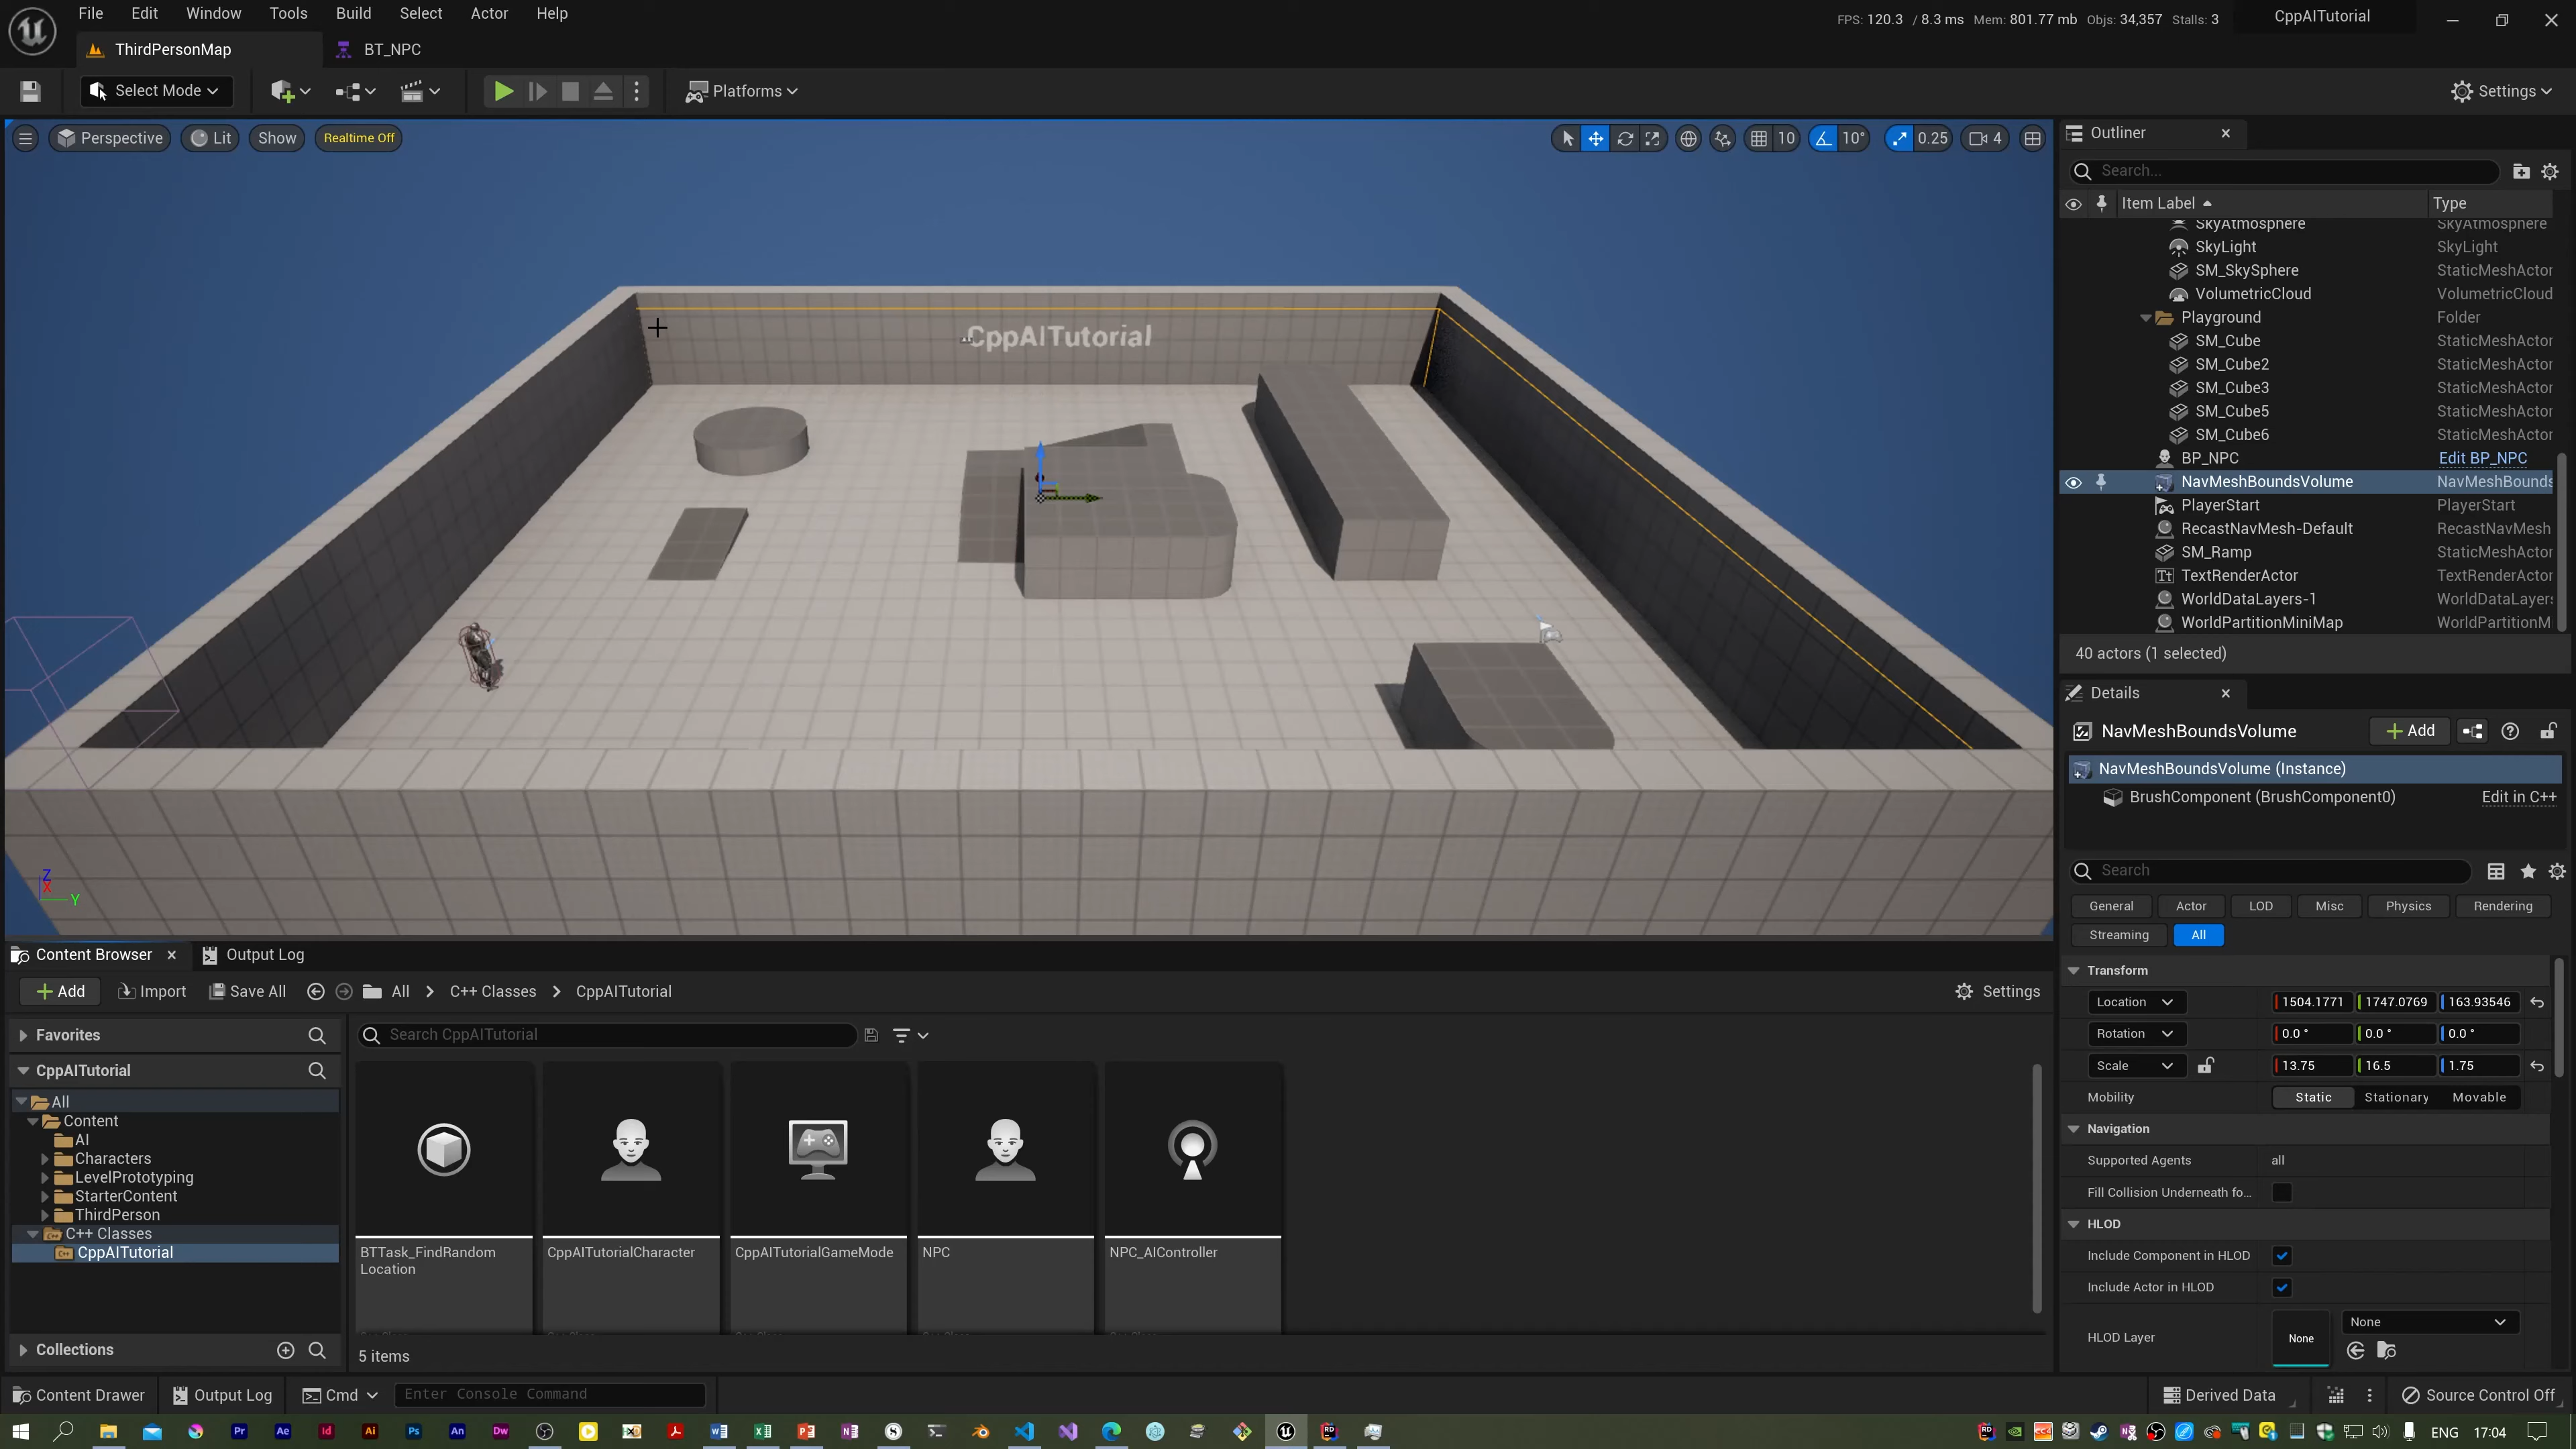 File Edit Window Tools Build Select Actor Help
FPS: 120.3 / 8.3 ms Mem: 801.77 mb Objs: 34,357 Stalls: 3
CppAITutorial
ThirdPersonMap
BT_NPC
Select Mode
Platforms
Settings
Perspective
Lit
Show
Realtime Off
10
10°
0.25
4
CppAITutorial
Z
X
Y
Outliner
Search...
Item Label
Type
SkyAtmosphere SkyAtmosphere
SkyLight SkyLight
SM_SkySphere StaticMeshActor
VolumetricCloud VolumetricCloud
Playground Folder
SM_Cube StaticMeshActor
SM_Cube2 StaticMeshActor
SM_Cube3 StaticMeshActor
SM_Cube5 StaticMeshActor
SM_Cube6 StaticMeshActor
BP_NPC Edit BP_NPC
NavMeshBoundsVolume NavMeshBounds
PlayerStart PlayerStart
RecastNavMesh-Default RecastNavMesh
SM_Ramp StaticMeshActor
TextRenderActor TextRenderActor
WorldDataLayers-1 WorldDataLayer
WorldPartitionMiniMap WorldPartitionM
40 actors (1 selected)
Details
NavMeshBoundsVolume
Add
NavMeshBoundsVolume (Instance)
BrushComponent (BrushComponent0) Edit in C++
Search
General Actor LOD Misc Physics Rendering
Streaming All
Transform
Location 1504.1771 1747.0769 163.93546
Rotation 0.0 ° 0.0 ° 0.0 °
Scale 13.75 16.5 1.75
Mobility Static Stationary Movable
Navigation
Supported Agents all
Fill Collision Underneath fo...
HLOD
Include Component in HLOD
Include Actor in HLOD
HLOD Layer None None
Content Browser
Output Log
Add Import Save All All C++ Classes CppAITutorial
Settings
Favorites
CppAITutorial
All
Content
AI
Characters
LevelPrototyping
StarterContent
ThirdPerson
C++ Classes
CppAITutorial
Collections
Search CppAITutorial
BTTask_FindRandom
Location
CppAITutorialCharacter
CppAITutorialGameMode
NPC
NPC_AIController
5 items
Content Drawer
Output Log
Cmd
Enter Console Command
Derived Data
Source Control Off
Pr
Ae
Id
Ai
Ps
An
Dw
ENG
17:04